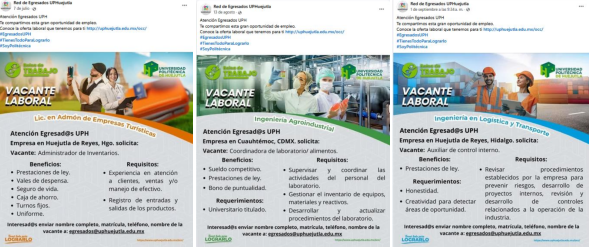 Red de Egresados UPHuejutla
7 de julio
Atención Egresados UPH
Te compartimos esta gran oportunidad de empleo.
Conoce la oferta laboral que tenemos para ti http://uphuejutla.edu.mx/occ/
#EgresadosUPH
#TienesTodoParaLograrlo
#SoyPolitécnica
Bolsa de
TRABAJO
UNIVERSIDAD
POLITÉCNICA
DE HUEJUTLA
VACANTE
LABORAL
Lic. en Admón de Empresas Turísticas
Atención Egresad@s UPH
Empresa en Huejutla de Reyes, Hgo. solicita:
Vacante: Administrador de Inventarios.
Beneficios:
• Prestaciones de ley.
• Vales de despensa.
• Seguro de vida.
• Caja de ahorro.
• Turnos fijos.
• Uniforme.
Requisitos:
• Experiencia en atención
a clientes, ventas y/o
manejo de efectivo.
• Registro de entradas y
salidas de los productos.
Interesad@s enviar nombre completo, matrícula, teléfono, nombre de la
vacante a: egresados@uphuejutla.edu.mx
LOGRARLO
Red de Egresados UPHuejutla
15 de agosto
Atención Egresados UPH
Te compartimos esta gran oportunidad de empleo.
Conoce la oferta laboral que tenemos para ti http://uphuejutla.edu.mx/occ/
#EgresadosUPH
#TienesTodoParaLograrlo
#SoyPolitécnica
Bolsa de
TRABAJO
UNIVERSIDAD
POLITÉCNICA
DE HUEJUTLA
VACANTE
LABORAL
Ingeniería Agroindustrial
Atención Egresad@s UPH
Empresa en Cuauhtémoc, CDMX. solicita:
Vacante: Coordinadora de laboratorio/ alimentos.
Beneficios:
• Sueldo competitivo.
• Prestaciones de ley.
• Bono de puntualidad.
Requerimientos:
• Universitario titulado.
Requisitos:
• Supervisar y coordinar las
actividades del personal del
laboratorio.
• Gestionar el inventario de equipos,
materiales y reactivos.
• Desarrollar y actualizar
procedimientos del laboratorio.
Interesad@s enviar nombre completo, matrícula, teléfono, nombre de la
vacante a: egresados@uphuejutla.edu.mx
LOGRARLO
Red de Egresados UPHuejutla
Atención Egresados UPH
Te compartimos esta gran oportunidad de empleo.
Conoce la oferta laboral que tenemos para ti http://uphuejutla.edu.mx/occ/
#EgresadosUPH
#TienesTodoParaLograrlo
#SoyPolitécnica
Bolsa de
TRABAJO
UNIVERSIDAD
POLITÉCNICA
DE HUEJUTLA
VACANTE
LABORAL
Ingeniería en Logística y Transporte
Atención Egresad@s UPH
Empresa en Huejutla de Reyes, Hidalgo. solicita:
Vacante: Auxiliar de control interno.
Beneficios:
• Prestaciones de ley.
Requerimientos:
• Honestidad.
• Creatividad para detectar
áreas de oportunidad.
Requisitos:
• Revisar procedimientos
establecidos por la empresa para
prevenir riesgos, desarrollo de
proyectos internos, revisión y
desarrollo de controles
relacionados a la operación de la
industria.
Interesad@s enviar nombre completo, matrícula, teléfono, nombre de la
vacante a: egresados@uphuejutla.edu.mx
LOGRARLO